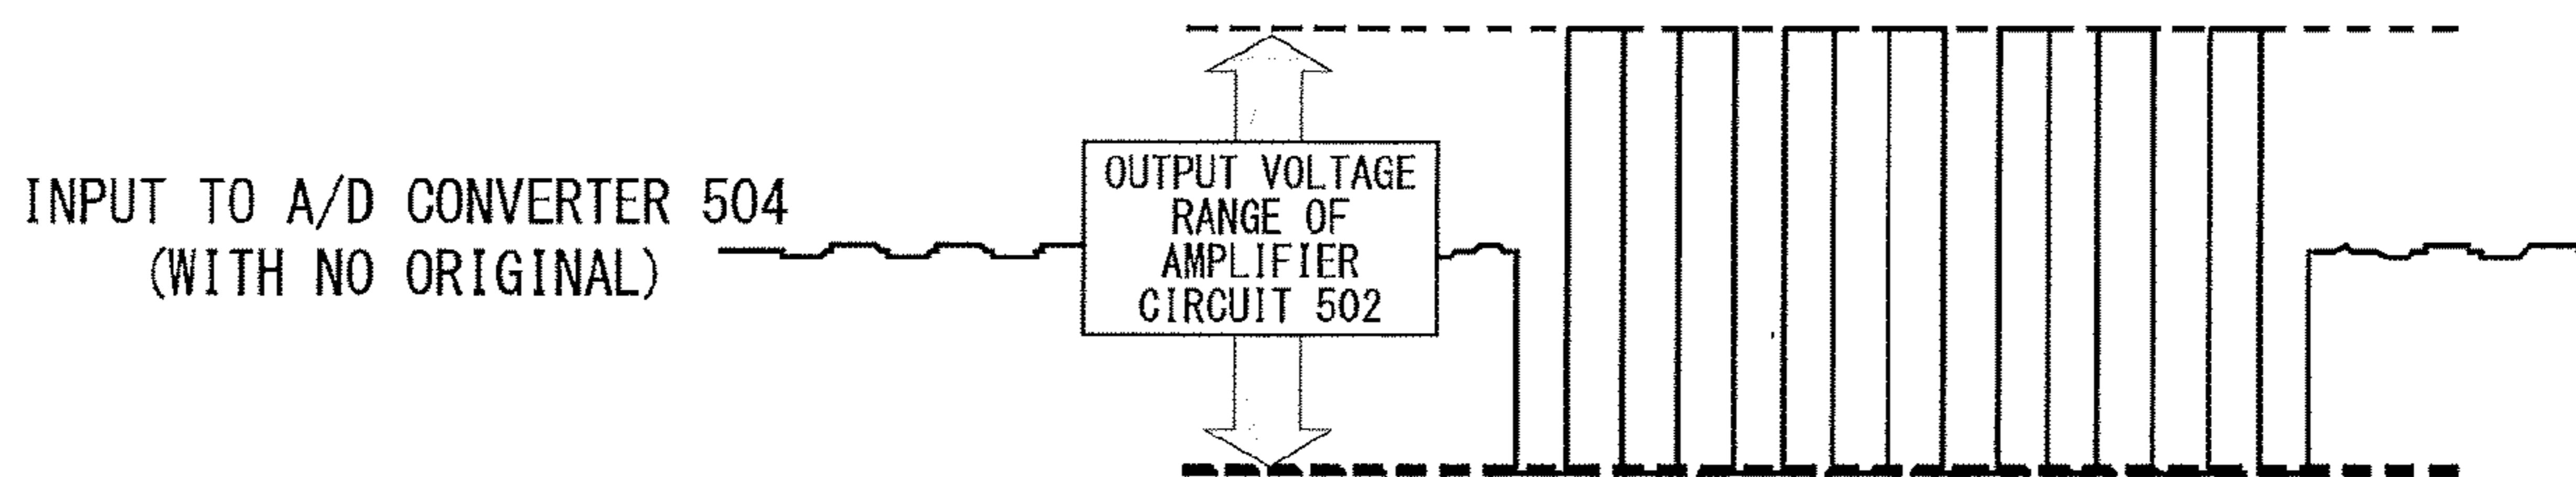 INPUT TO A/D CONVERTER 504
(WITH NO ORIGINAL)
OUTPUT VOLTAGE
RANGE OF
AMPLIFIER
CIRCUIT 502